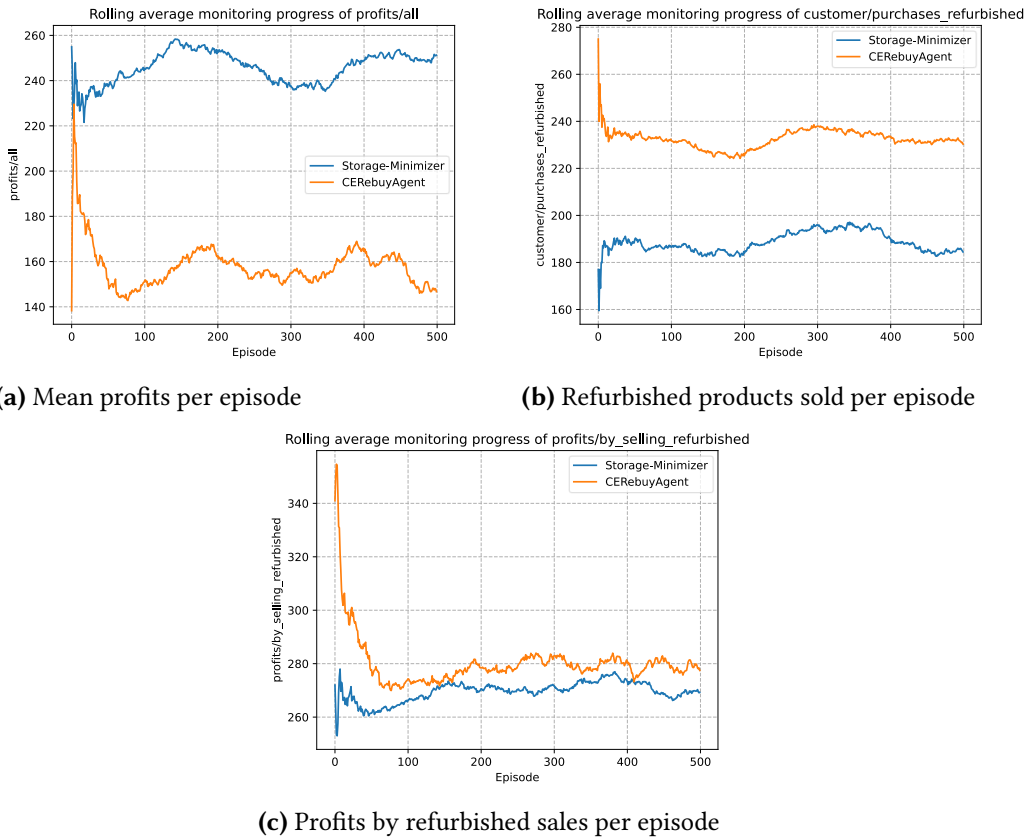 Rolling average monitoring progress of profits/all
260
240
220
200
180
160
140
profits/all
Storage-Minimizer
CERebuyAgent
0 100 200 300 400 500
Episode
(a) Mean profits per episode
Rolling average monitoring progress of customer/purchases_refurbished
280
260
240
220
200
180
160
customer/purchases_refurbished
Storage-Minimizer
CERebuyAgent
0 100 200 300 400 500
Episode
(b) Refurbished products sold per episode
Rolling average monitoring progress of profits/by_selling_refurbished
340
320
300
280
260
profits/by_selling_refurbished
Storage-Minimizer
CERebuyAgent
0 100 200 300 400 500
Episode
(c) Profits by refurbished sales per episode